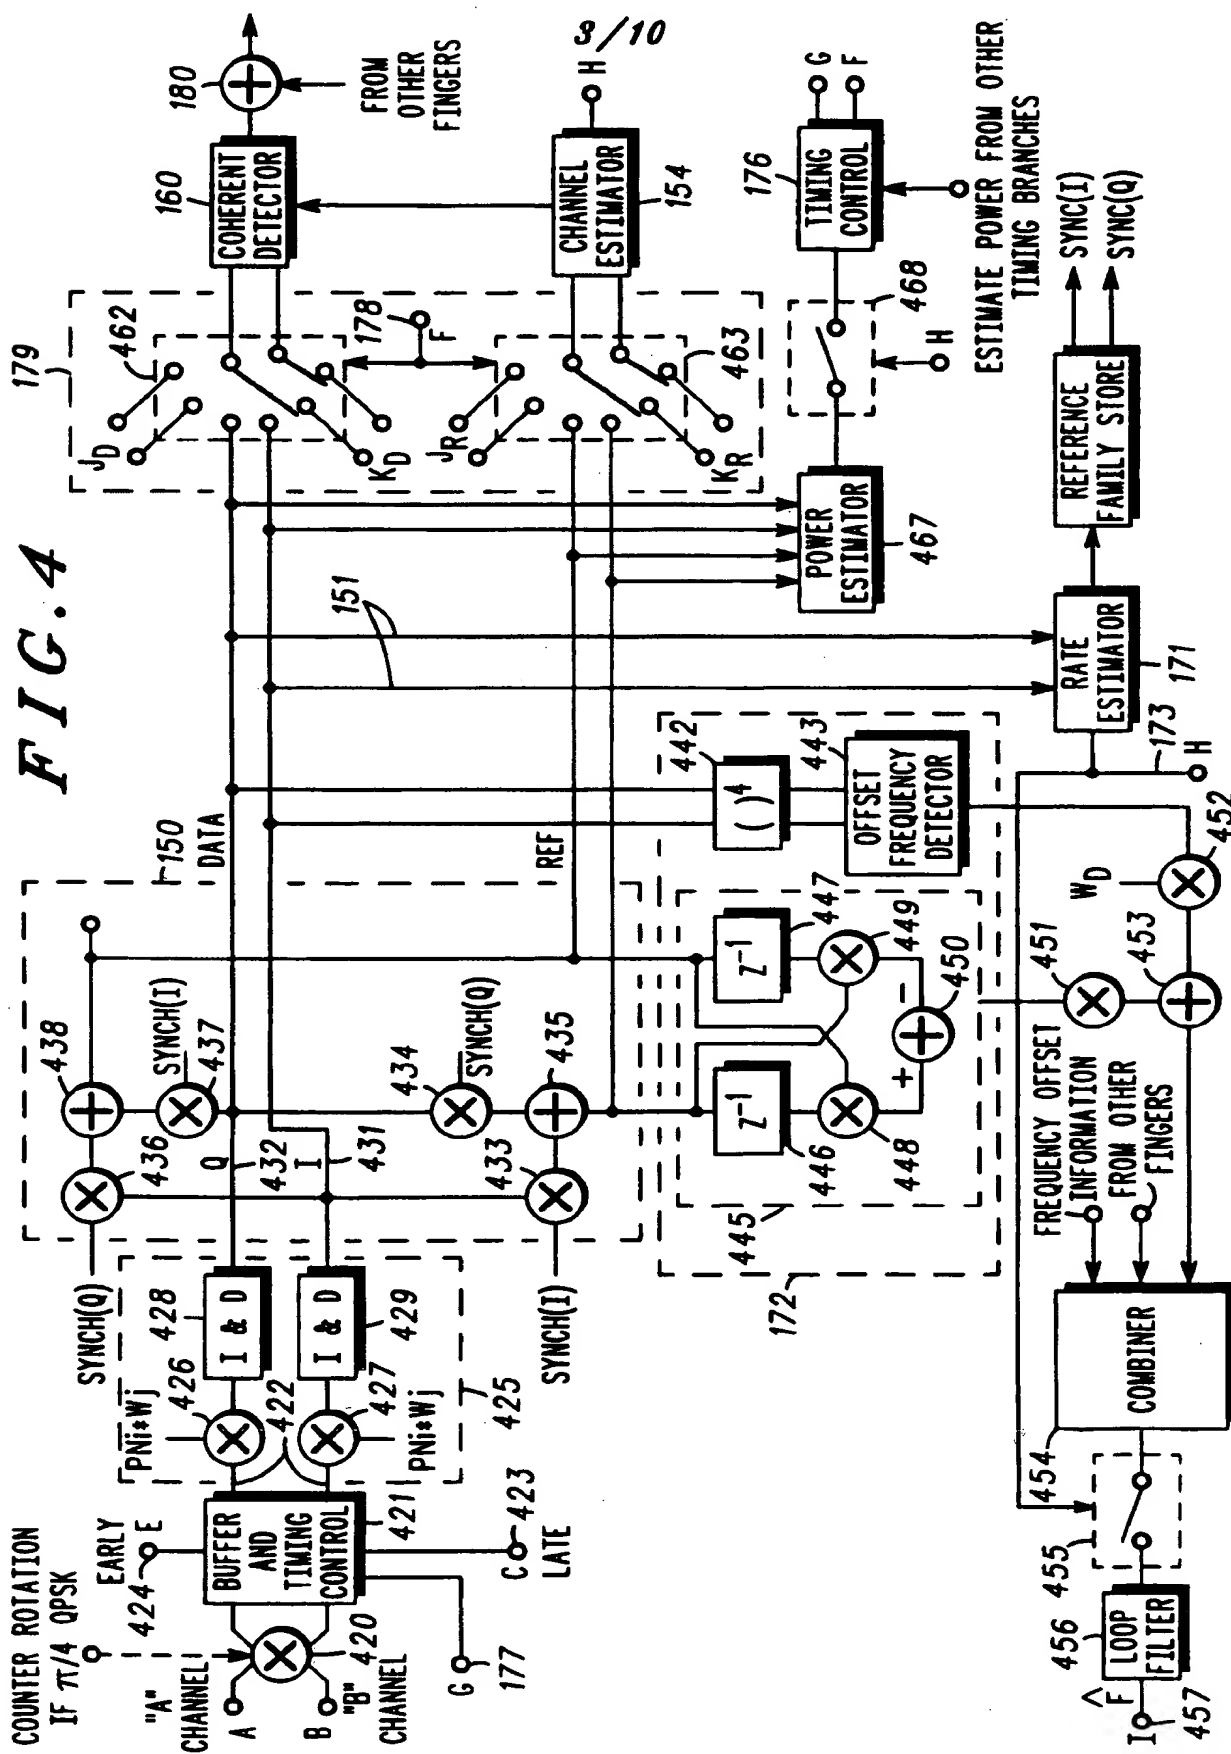 3/10
FIG. 4
COUNTER ROTATION
IF π/4 QPSK
"A"
CHANNEL
A
B
"B"
CHANNEL
420
G
177
EARLY
424
E
BUFFER
AND
TIMING
CONTROL
421
C
423
LATE
422
PNi*Wj
426
427
PNi*Wj
425
428
I & D
I & D
429
SYNCH(Q)
SYNCH(I)
436
438
SYNCH(I)
437
Q
432
I
431
434
SYNCH(Q)
433
435
150
DATA
REF
151
179
462
JD
KD
178
F
JR
KR
463
160
COHERENT
DETECTOR
180
FROM
OTHER
FINGERS
CHANNEL
ESTIMATOR
154
H
POWER
ESTIMATOR
467
468
H
176
TIMING
CONTROL
G
F
ESTIMATE POWER FROM OTHER
TIMING BRANCHES
RATE
ESTIMATOR
171
173
H
REFERENCE
FAMILY STORE
SYNC(I)
SYNC(Q)
172
445
Z-1
446
448
Z-1
447
449
+
-
450
442
( )4
443
OFFSET
FREQUENCY
DETECTOR
451
WD
452
453
FREQUENCY OFFSET
INFORMATION
FROM OTHER
FINGERS
COMBINER
454
455
456
LOOP
FILTER
^
F
I
457